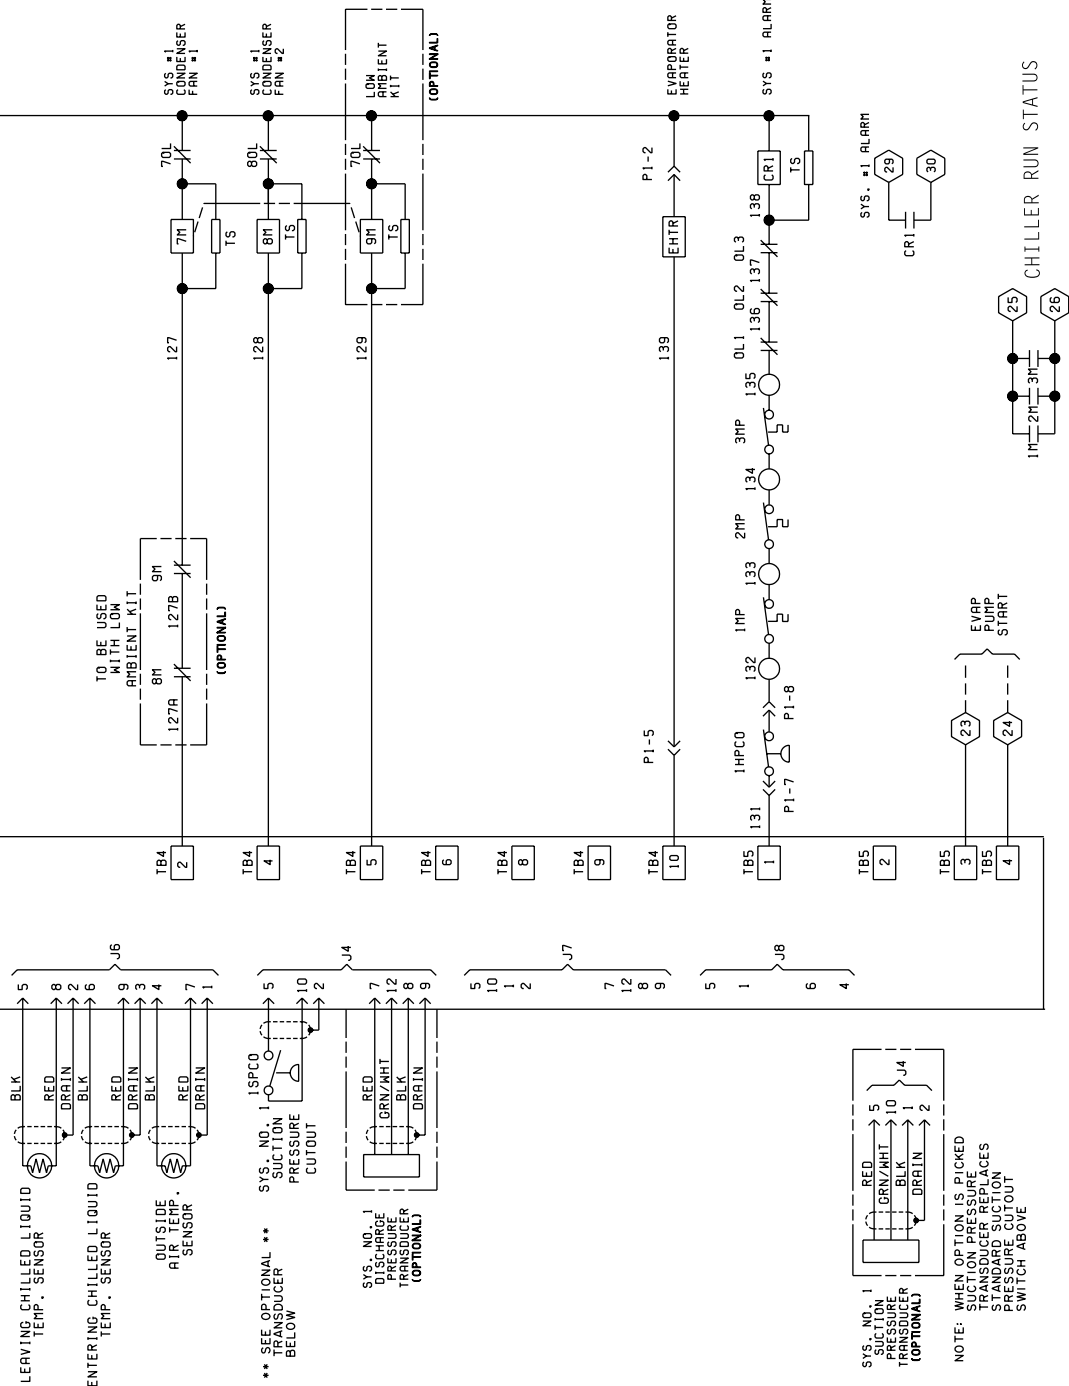 SYS #1
CONDENSER
FAN #1
SYS #1
CONDENSER
FAN #2
LOW
AMBIENT
KIT
(OPTIONAL)
EVAPORATOR
HEATER
SYS #1 ALARM
7OL
8OL
7OL
P1-2
7M
TS
8M
TS
9M
TS
EHTR
CR1
TS
138
OL3
137
OL2
136
OL1
SYS. #1 ALARM
29
30
CR1
CHILLER RUN STATUS
25
26
1M
2M
3M
127
128
129
139
135
3MP
134
2MP
133
1MP
132
P1-8
1HPCO
P1-7
131
P1-5
TO BE USED
WITH LOW
AMBIENT KIT
9M
127B
8M
127A
(OPTIONAL)
EVAP
PUMP
START
23
24
TB4
2
TB4
4
TB4
5
TB4
6
TB4
8
TB4
9
TB4
10
TB5
1
TB5
2
TB5
3
TB5
4
J6
5
8
2
6
9
3
4
7
1
J4
5
10
2
7
12
8
9
J7
5
10
1
2
7
12
8
9
J8
5
1
6
4
BLK
RED
DRAIN
BLK
RED
DRAIN
BLK
RED
DRAIN
1SPCO
RED
GRN/WHT
BLK
DRAIN
LEAVING CHILLED LIQUID
TEMP. SENSOR
ENTERING CHILLED LIQUID
TEMP. SENSOR
OUTSIDE
AIR TEMP.
SENSOR
SYS. NO. 1
SUCTION
PRESSURE
CUTOUT
** SEE OPTIONAL **
TRANSDUCER
BELOW
SYS. NO. 1
DISCHARGE
PRESSURE
TRANSDUCER
(OPTIONAL)
J4
5
10
1
2
RED
GRN/WHT
BLK
DRAIN
SYS. NO. 1
SUCTION
PRESSURE
TRANSDUCER
(OPTIONAL)
NOTE: WHEN OPTION IS PICKED
SUCTION PRESSURE
TRANSDUCER REPLACES
STANDARD SUCTION
PRESSURE CUTOUT
SWITCH ABOVE